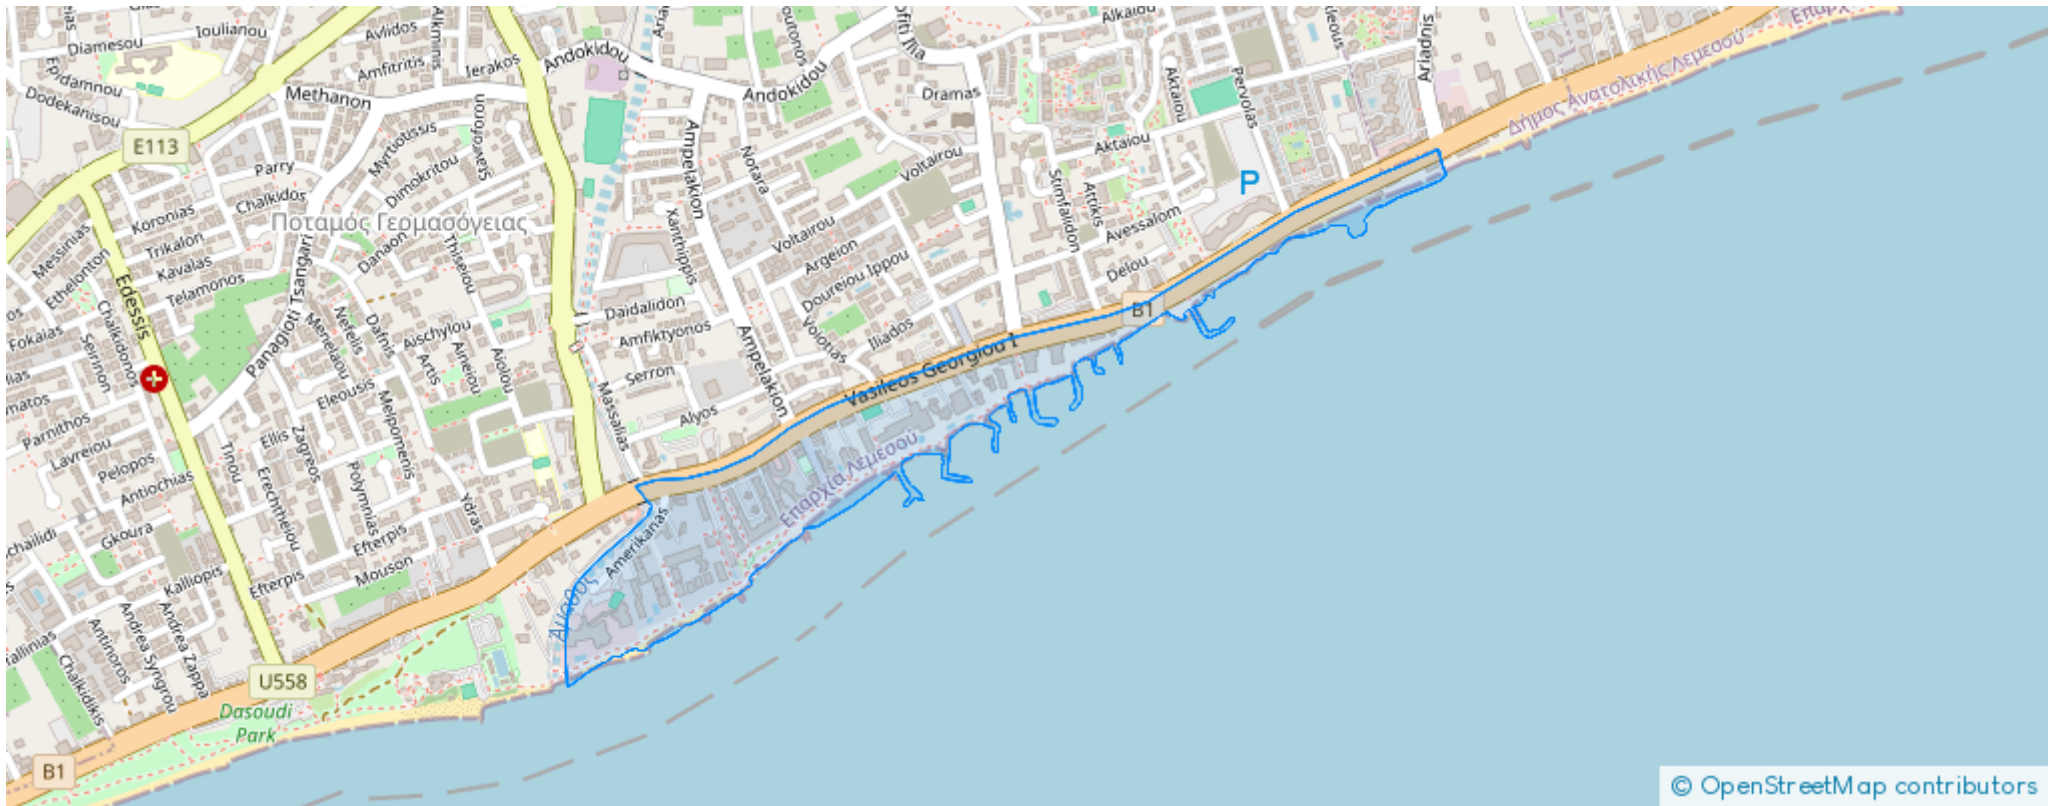 Ioulianou
Avlidos
Alkminis
Diamesou
Amfitritis
Ierakos
Andokidou
Alkaiou
Epidamnou
Dodekanisou
Methanon
Andokidou
Dramas
Aktaiou
Pervolas
Ariadnis
E113
Myrtiotissis
Parry
Dimokritou
Ampelakion
Notara
Voltairou
Aktaiou
Δήμος Ανατολικής Λεμεσού
Chalkidos
Koronias
Ποταμός Γερμασόγειας
P
Stimfalidon
Attikis
Avessalom
Messinias
Trikalon
Danaon
Thiseiou
Xanthippis
Voltairou
Argeion
Kavalas
Ethelonton
Telamonos
Edessis
Panagioti Tsangari
Doureiou Ippou
Delou
Daidalidon
B1
Chalkidonos
Seirinon
Fokaias
Menelaou
Nefelis
Dafnis
Aischylou
Amfiktyonos
Voiotias
Iliados
Artis
Aineiou
Aiolou
Serron
Ampelakion
Vasileos Georgiou I
Eleousis
Melpomenis
Massalias
Alyos
Parnithos
Lavreiou
Pelopos
Tinou
Ellis
Zagreos
Erechtheiou
Polymnias
Επαρχία Λεμεσού
Antiochias
Ydras
Gkoura
Efterpis
Amerikanas
Kalliopis
Efterpis
Mouson
Άμαθος
Andrea Syngrou
Andrea Zappa
Antinoros
Chalkidikis
U558
Dasoudi
Park
B1
© OpenStreetMap contributors